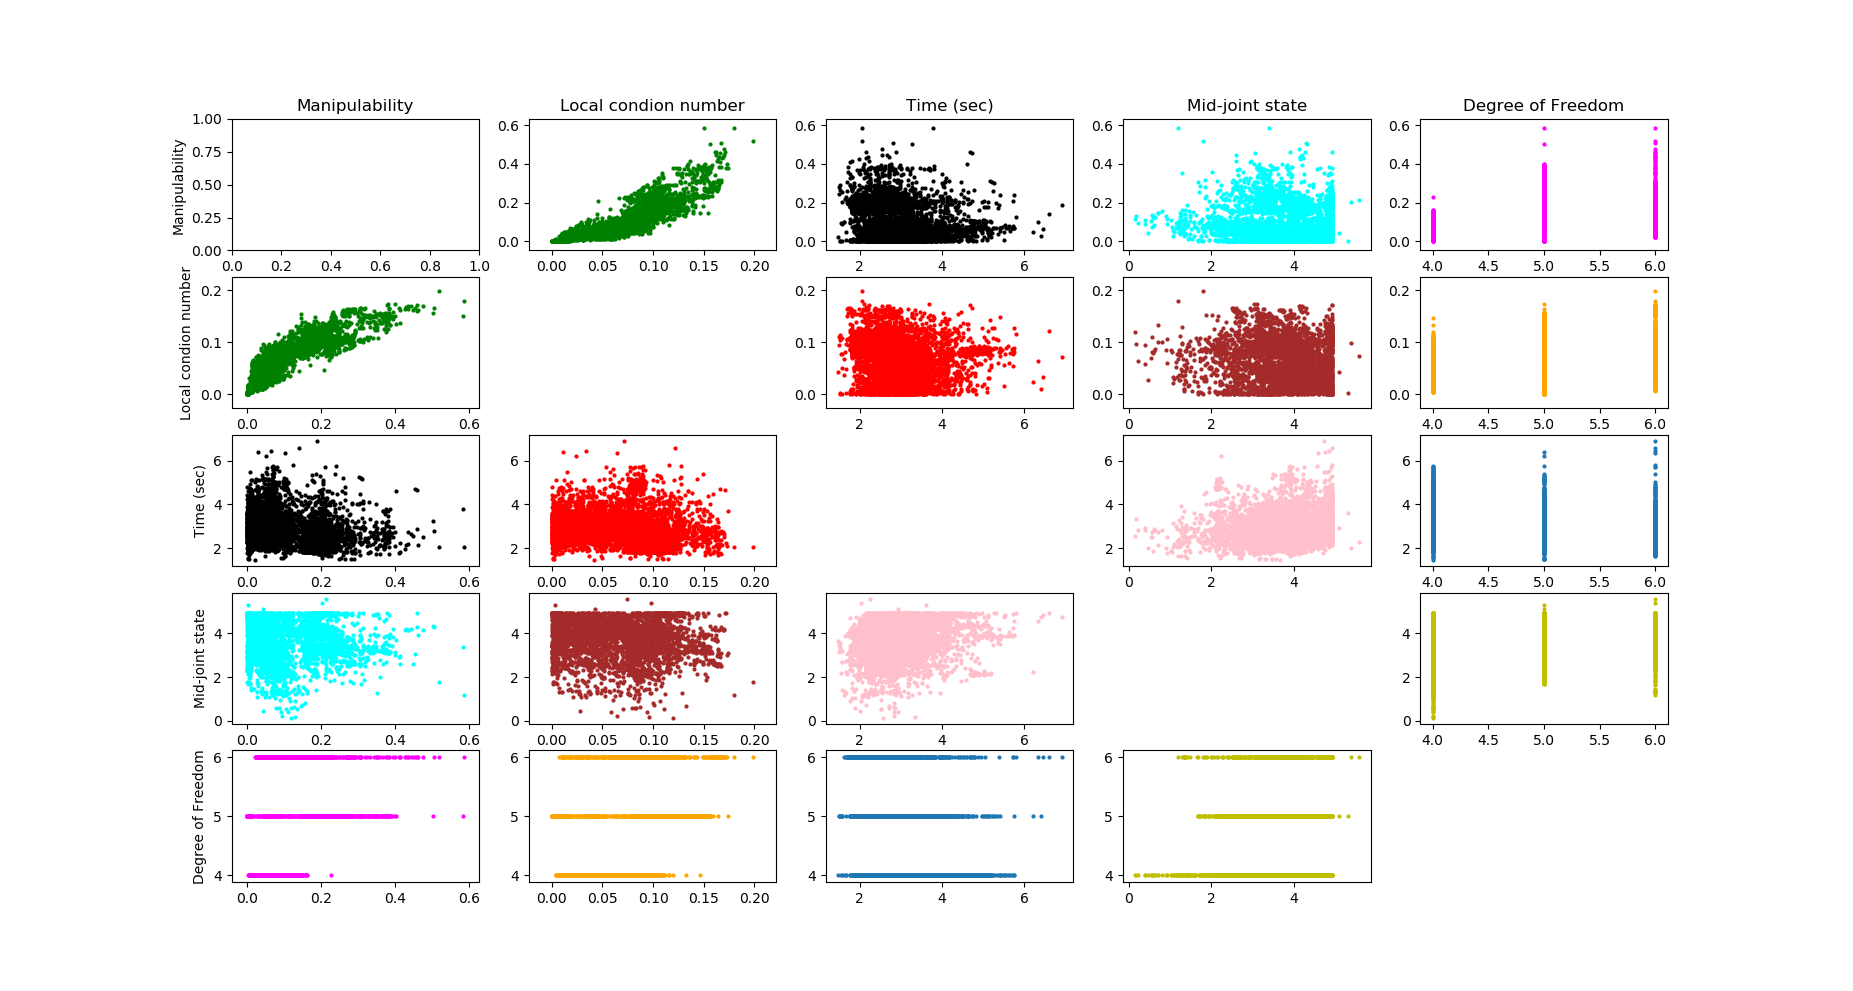 Manipulability Local condion number Time (sec) Mid-joint state Degree of Freedom
Manipulability
1.00
0.75
0.50
0.25
0.00
0.0 0.2 0.4 0.6 0.8 1.0
0.6
0.4
0.2
0.0
0.00 0.05 0.10 0.15 0.20
0.6
0.4
0.2
0.0
2 4 6
0.6
0.4
0.2
0.0
0 2 4
0.6
0.4
0.2
0.0
4.0 4.5 5.0 5.5 6.0
Local condion number
0.2
0.1
0.0
0.0 0.2 0.4 0.6
0.2
0.1
0.0
2 4 6
0.2
0.1
0.0
0 2 4
0.2
0.1
0.0
4.0 4.5 5.0 5.5 6.0
Time (sec)
6
4
2
0.0 0.2 0.4 0.6
6
4
2
0.00 0.05 0.10 0.15 0.20
6
4
2
0 2 4
6
4
2
4.0 4.5 5.0 5.5 6.0
Mid-joint state
4
2
0
0.0 0.2 0.4 0.6
4
2
0
0.00 0.05 0.10 0.15 0.20
4
2
0
2 4 6
4
2
0
4.0 4.5 5.0 5.5 6.0
Degree of Freedom
6
5
4
0.0 0.2 0.4 0.6
6
5
4
0.00 0.05 0.10 0.15 0.20
6
5
4
2 4 6
6
5
4
0 2 4